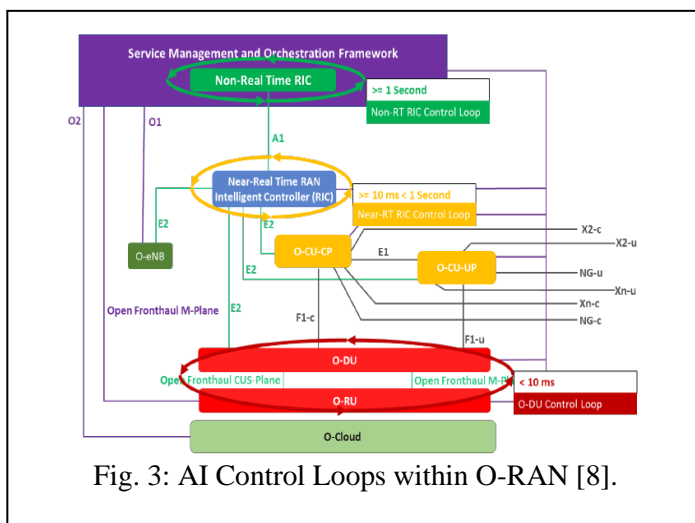 Service Management and Orchestration Framework
Non-Real Time RIC
>= 1 Second
Non-RT RIC Control Loop
O2
O1
A1
Near-Real Time RAN
Intelligent Controller (RIC)
>= 10 ms < 1 Second
Near-RT RIC Control Loop
E2
E2
O-eNB
O-CU-CP
E1
X2-c
X2-u
E2
O-CU-UP
NG-u
Xn-u
Open Fronthaul M-Plane
E2
F1-c
Xn-c
NG-c
F1-u
O-DU
Open Fronthaul CUS-Plane
Open Fronthaul M-Pl
< 10 ms
O-DU Control Loop
O-RU
O-Cloud
Fig. 3: AI Control Loops within O-RAN [8].